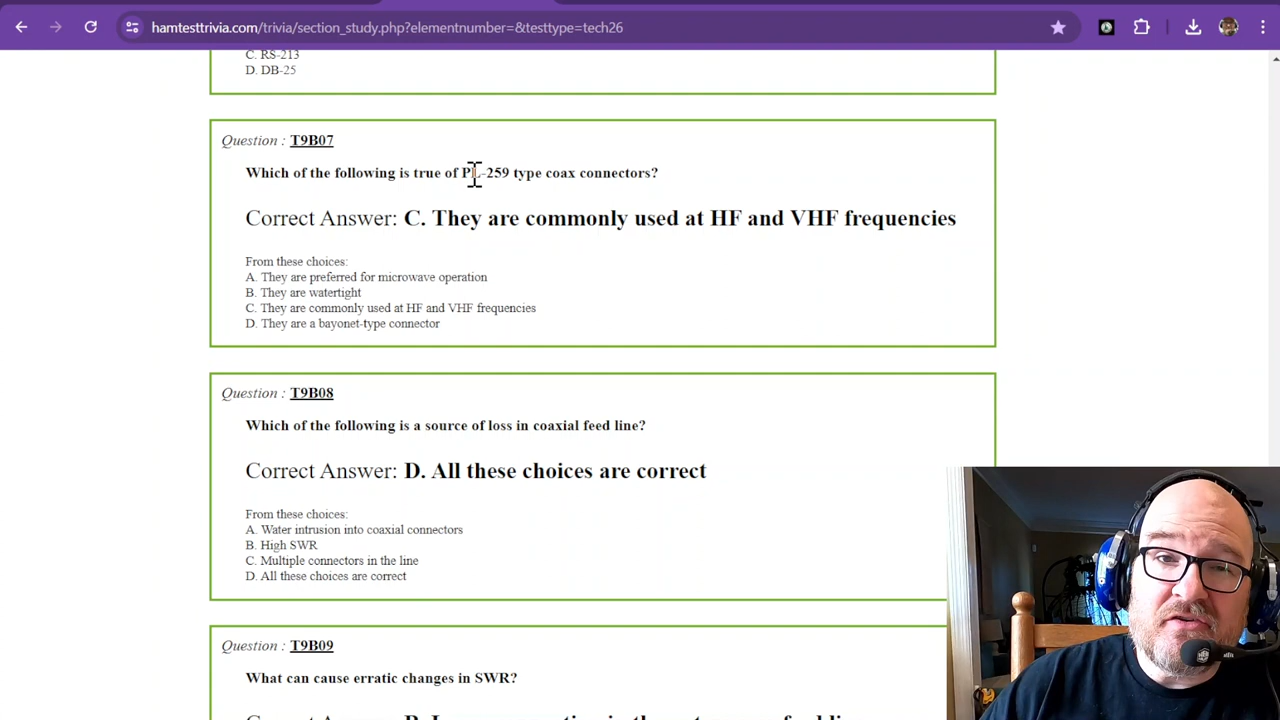 hamtesttrivia.com/trivia/section_study.php?elementnumber=&testtype=tech26
C. RS-213
D. DB-25
Question : T9B07
Which of the following is true of PL-259 type coax connectors?
Correct Answer: C. They are commonly used at HF and VHF frequencies
From these choices:
A. They are preferred for microwave operation
B. They are watertight
C. They are commonly used at HF and VHF frequencies
D. They are a bayonet-type connector
Question : T9B08
Which of the following is a source of loss in coaxial feed line?
Correct Answer: D. All these choices are correct
From these choices:
A. Water intrusion into coaxial connectors
B. High SWR
C. Multiple connectors in the line
D. All these choices are correct
Question : T9B09
What can cause erratic changes in SWR?